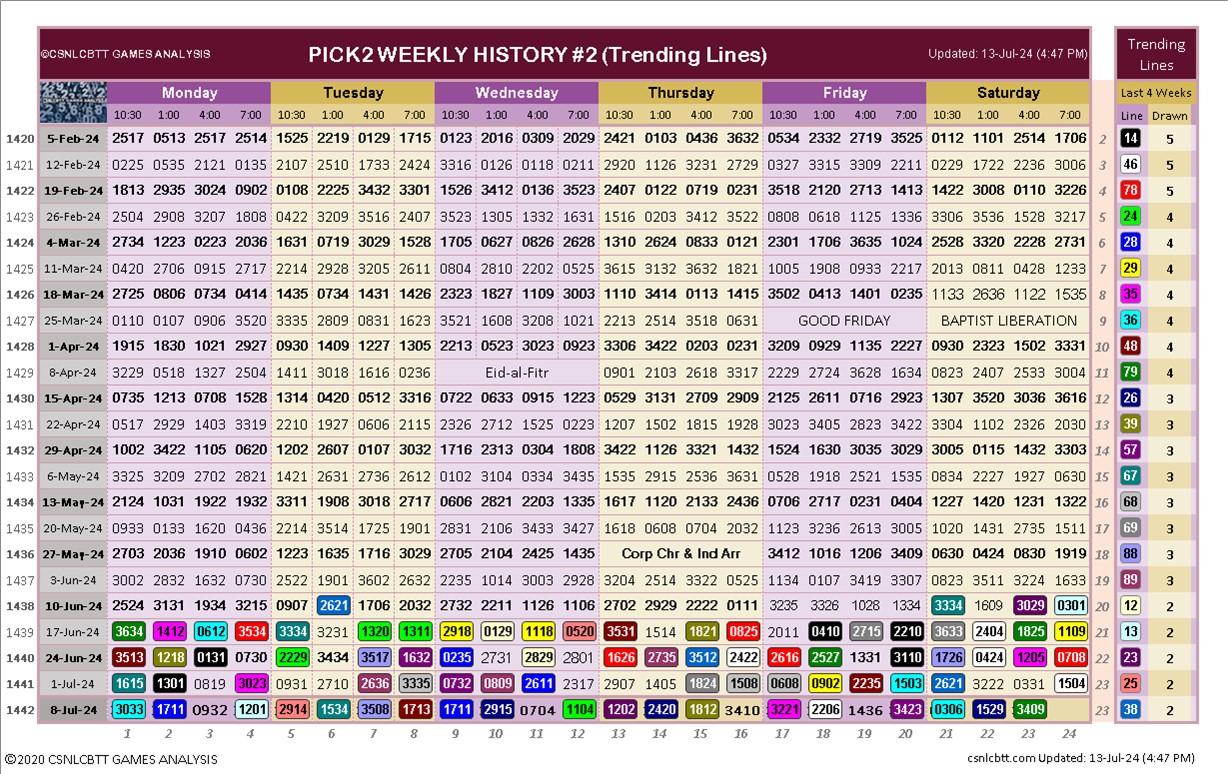 ©CSNLCBTT GAMES ANALYSIS PICK2 WEEKLY HISTORY #2 (Trending Lines) Updated: 13-Jul-24 (4:47 PM) Trending Lines
Monday Tuesday Wednesday Thursday Friday Saturday Last 4 Weeks
10:30 1:00 4:00 7:00 10:30 1:00 4:00 7:00 10:30 1:00 4:00 7:00 10:30 1:00 4:00 7:00 10:30 1:00 4:00 7:00 10:30 1:00 4:00 7:00 Line Drawn
1420 5-Feb-24 2517 0513 2517 2514 1525 2219 0129 1715 0123 2016 0309 2029 2421 0103 0436 3632 0534 2332 2719 3525 0112 1101 2514 1706 2 14 5
1421 12-Feb-24 0225 0535 2121 0135 2107 2510 1733 2424 3316 0126 0118 0211 2920 1126 3231 2729 0327 3315 3309 2211 0229 1722 2236 3006 3 46 5
1422 19-Feb-24 1813 2935 3024 0902 0108 2225 3432 3301 1526 3412 0136 3523 2407 0122 0719 0231 3518 2120 2713 1413 1422 3008 0110 3226 4 78 5
1423 26-Feb-24 2504 2908 3207 1808 0422 3209 3516 2407 3523 1305 1332 1631 1516 0203 3412 3522 0808 0618 1125 1336 3306 3536 1528 3217 5 24 4
1424 4-Mar-24 2734 1223 0223 2036 1631 0719 3029 1528 1705 0627 0826 2628 1310 2624 0833 0121 2301 1706 3635 1024 2528 3320 2228 2731 6 28 4
1425 11-Mar-24 0420 2706 0915 2717 2214 2928 3205 2611 0804 2810 2202 0525 3615 3132 3632 1821 1005 1908 0933 2217 2013 0811 0428 1233 7 29 4
1426 18-Mar-24 2725 0806 0734 0414 1435 0734 1431 1423 2323 1827 1109 3003 1110 3414 0113 1415 3502 0413 1461 0235 1133 2636 1122 1535 8 35 4
1427 25-Mar-24 0110 0107 0906 3520 3335 2809 0831 1623 3521 1608 3208 1021 2213 2514 3518 0631 GOOD FRIDAY BAPTIST LIBERATION 9 36 4
1428 1-Apr-24 1915 1830 1021 2927 0930 1409 1227 1305 2213 0523 3023 0923 3306 3422 0203 0231 3209 0929 1135 2227 0930 2323 1502 3331 10 48 4
1429 8-Apr-24 3229 0518 1327 2504 1411 3018 1616 0236 Eid-al-Fitr 0901 2103 2618 3317 2229 2724 3628 1634 0823 2407 2533 3004 11 79 4
1430 15-Apr-24 0735 1213 0708 1528 1314 0420 0512 3316 0722 0633 0915 1223 0529 3131 2709 2909 2125 2611 0716 2923 1307 3520 3036 3616 12 26 3
1431 22-Apr-24 0517 2929 1403 3319 2210 1927 0606 2115 2326 2712 1525 0223 1207 1502 1815 1928 3023 3405 2823 3422 3304 1102 2326 2030 13 39 3
1432 29-Apr-24 1002 3422 1105 0620 1202 2607 0107 3032 1716 2313 0304 1808 3422 1126 3321 1432 1524 1630 3535 3029 3005 0115 1432 3303 14 57 3
1433 6-May-24 3325 3209 2702 2821 1421 2631 2736 2616 0102 3104 0334 3435 1535 2915 2536 3631 0528 1918 2521 1535 0834 2227 1927 0630 15 67 3
1434 13-May-24 2124 1031 1922 1932 3311 1908 3018 2717 0606 2821 2203 1335 1617 1120 2133 2436 0706 2717 0231 0404 1227 1420 1231 1322 16 68 3
1435 20-May-24 0933 0133 1620 0436 2214 3514 1725 1901 2831 2106 3433 3427 1618 0608 0704 2032 1123 3236 2613 3005 1020 1431 2735 1511 17 69 3
1436 27-May-24 2703 2036 1910 0602 1223 1635 1716 3029 2705 2104 2425 1435 Corp Chr & Ind Arr 3412 1016 1206 3409 0630 0424 0830 1919 18 88 3
1437 3-Jun-24 3002 2832 1632 0730 2522 1901 3602 2632 2235 1014 3003 2928 3204 2514 3322 0525 1134 0107 3419 3307 0823 3511 3224 1633 19 89 3
1438 10-Jun-24 2524 3131 1934 3215 0907 2621 1706 2032 2732 2211 1126 1106 2702 2929 2222 0111 3235 3326 1028 1334 3334 1609 3029 0301 20 12 2
1439 17-Jun-24 3634 1412 0612 3534 3334 3231 1320 1311 2918 0129 1118 0520 3531 1514 1821 0825 2011 0410 2715 2210 3633 2404 1825 1109 21 13 2
1440 24-Jun-24 3513 1218 0131 0730 2229 3434 3517 1632 0235 2731 2829 2801 1626 2735 3512 2422 2616 2527 1331 3110 1726 0424 1205 0708 22 23 2
1441 1-Jul-24 1615 1301 0819 3023 0931 2710 2636 3335 0732 0809 2611 2317 2907 1405 1824 1508 0608 0902 2235 1503 2621 3222 0331 1504 23 25 2
1442 8-Jul-24 3033 1711 0932 1201 2914 1534 3508 1713 1711 2915 0704 1104 1202 2420 1812 3410 3221 2206 1436 3423 0306 1529 3409 23 38 2
1 2 3 4 5 6 7 8 9 10 11 12 13 14 15 16 17 18 19 20 21 22 23 24
©2020 CSNLCBTT GAMES ANALYSIS csnlcbtt.com Updated: 13-Jul-24 (4:47 PM)